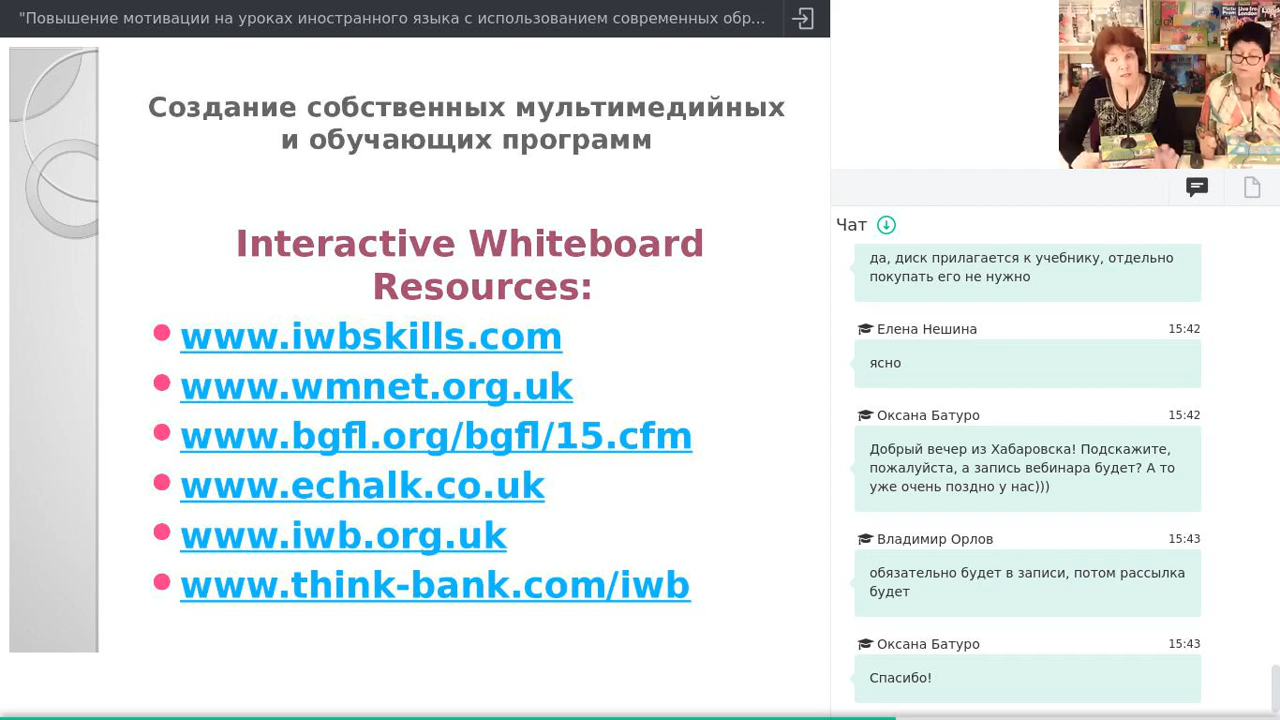 "Повышение мотивации на уроках иностранного языка с использованием современных обр...
Создание собственных мультимедийных
и обучающих программ
Interactive Whiteboard
Resources:
www.iwbskills.com
www.wmnet.org.uk
www.bgfl.org/bgfl/15.cfm
www.echalk.co.uk
www.iwb.org.uk
www.think-bank.com/iwb
Чат
да, диск прилагается к учебнику, отдельно
покупать его не нужно
Елена Нешина 15:42
ясно
Оксана Батуро 15:42
Добрый вечер из Хабаровска! Подскажите,
пожалуйста, а запись вебинара будет? А то
уже очень поздно у нас)))
Владимир Орлов 15:43
обязательно будет в записи, потом рассылка
будет
Оксана Батуро 15:43
Спасибо!